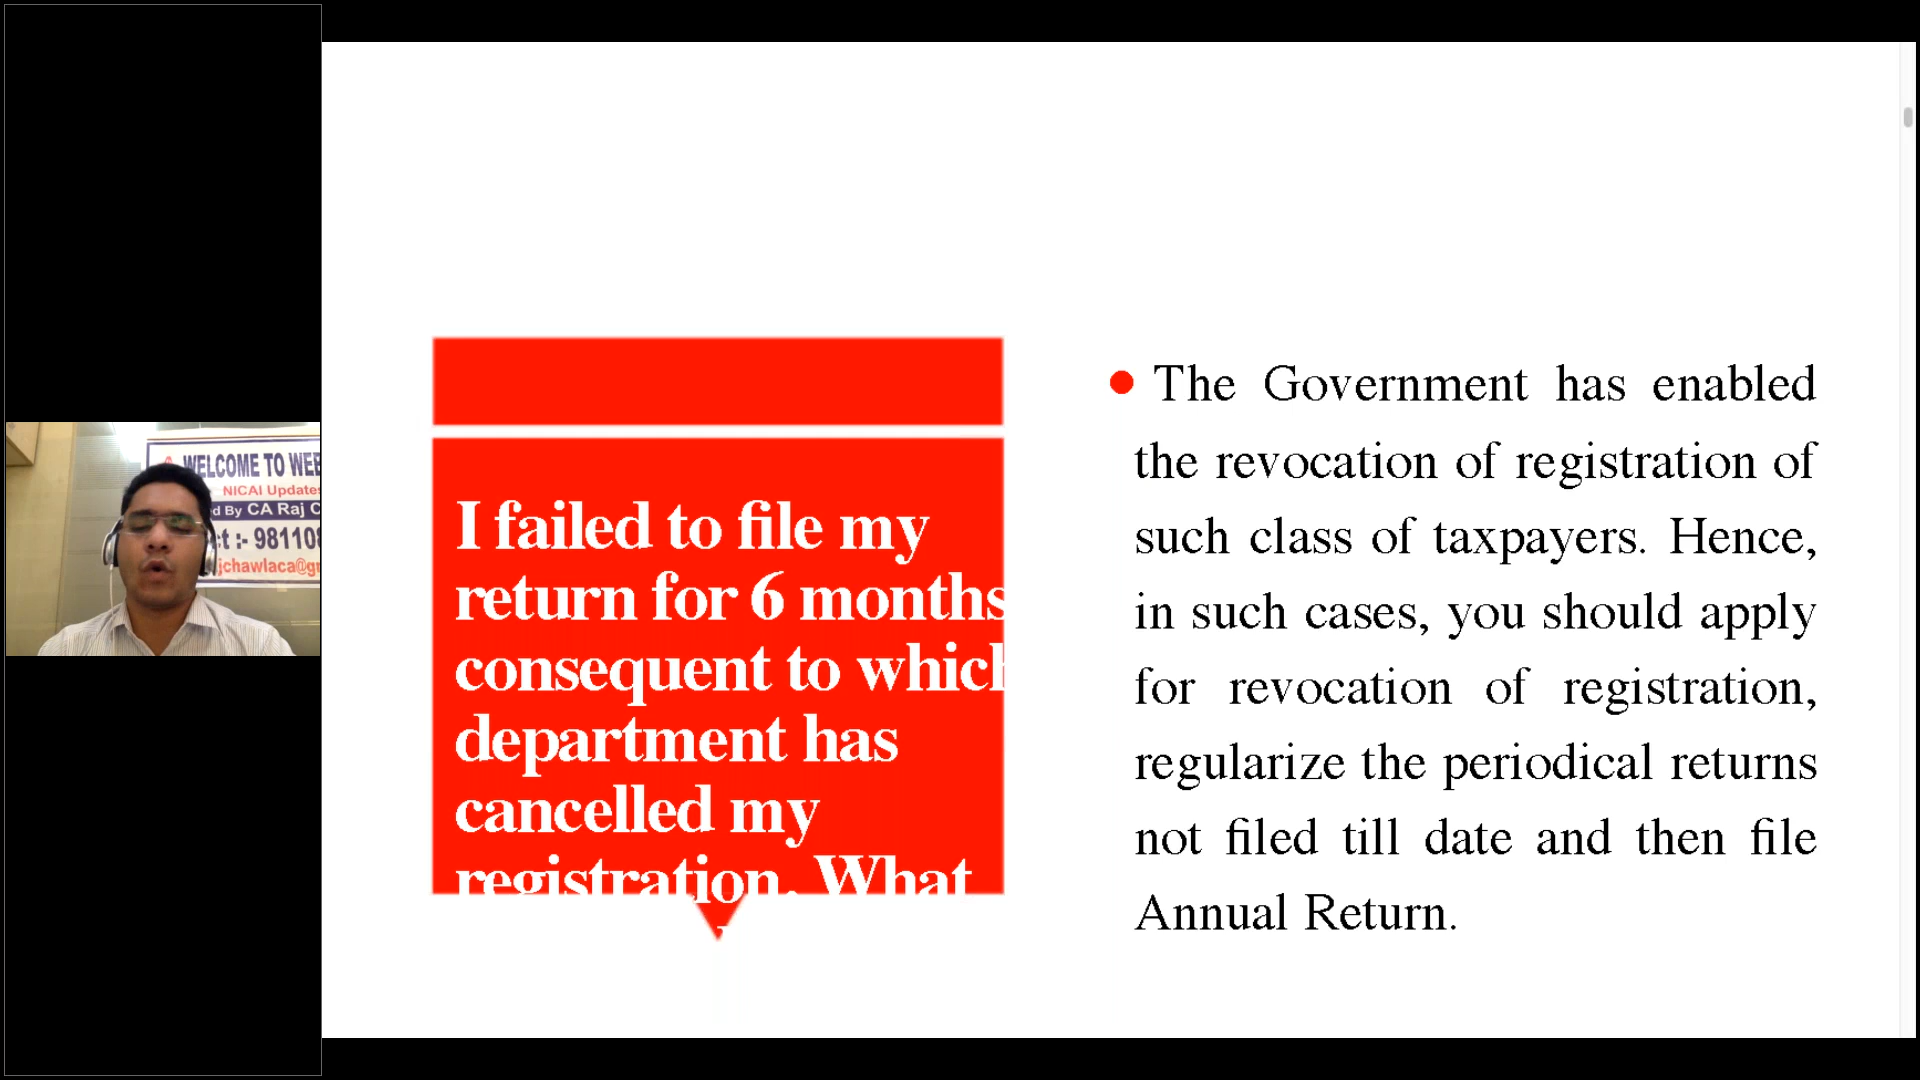 WELCOME TO WEB
NICAI Updates
d By CA Raj C
ct :- 98110
jchawlaca@g
I failed to file my
return for 6 months
consequent to which
department has
cancelled my
registration. What
The Government has enabled
the revocation of registration of
such class of taxpayers. Hence,
in such cases, you should apply
for revocation of registration,
regularize the periodical returns
not filed till date and then file
Annual Return.